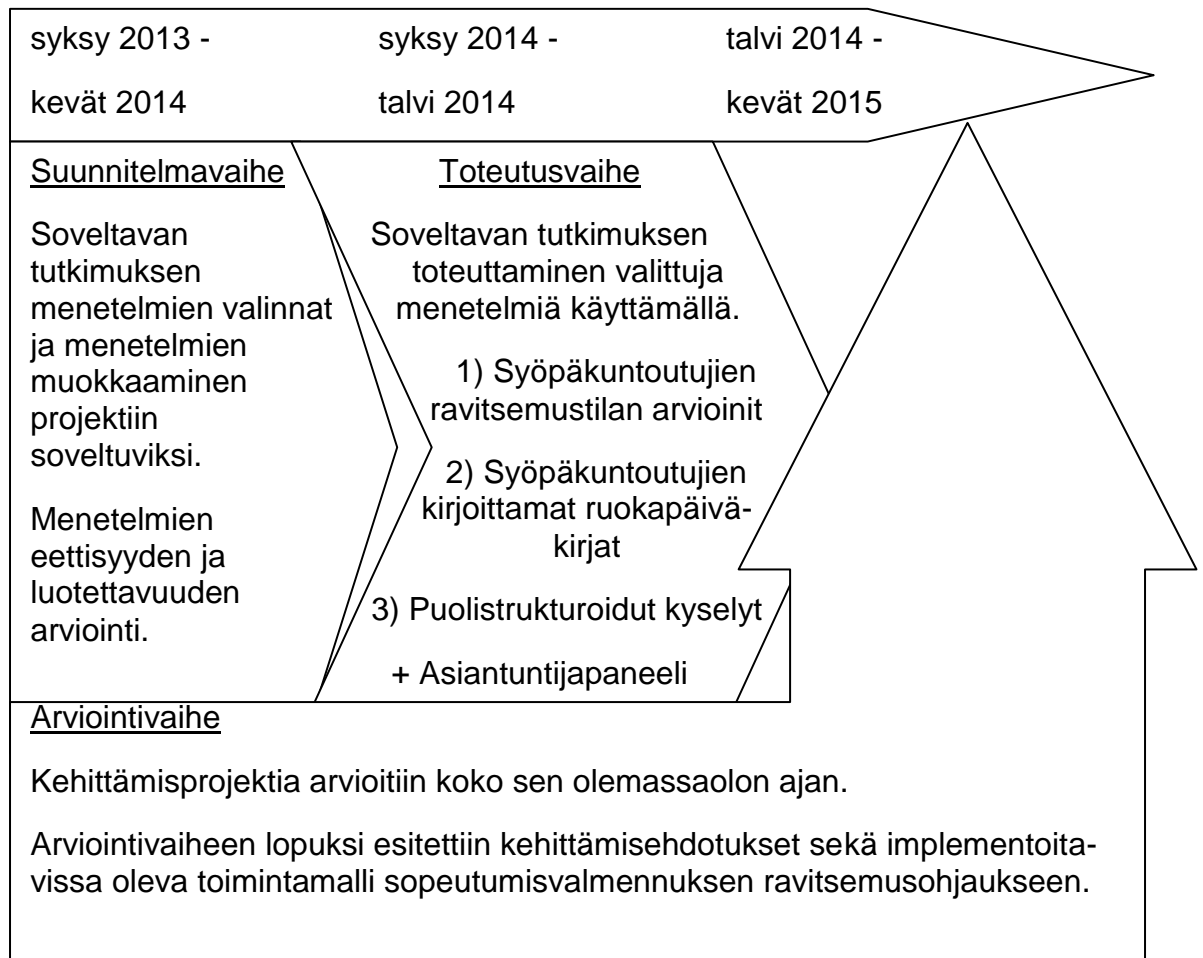 syksy 2013 -
kevät 2014
syksy 2014 -
talvi 2014
talvi 2014 -
kevät 2015
Suunnitelmavaihe
Soveltavan
tutkimuksen
menetelmien valinnat
ja menetelmien
muokkaaminen
projektiin
soveltuviksi.
Menetelmien
eettisyyden ja
luotettavuuden
arviointi.
Toteutusvaihe
Soveltavan tutkimuksen
toteuttaminen valittuja
menetelmiä käyttämällä.
1) Syöpäkuntoutujien
ravitsemustilan arvioinit
2) Syöpäkuntoutujien
kirjoittamat ruokapäivä-
kirjat
3) Puolistrukturoidut kyselyt
+ Asiantuntijapaneeli
Arviointivaihe
Kehittämisprojektia arvioitiin koko sen olemassaolon ajan.
Arviointivaiheen lopuksi esitettiin kehittämisehdotukset sekä implementoita-
vissa oleva toimintamalli sopeutumisvalmennuksen ravitsemusohjaukseen.